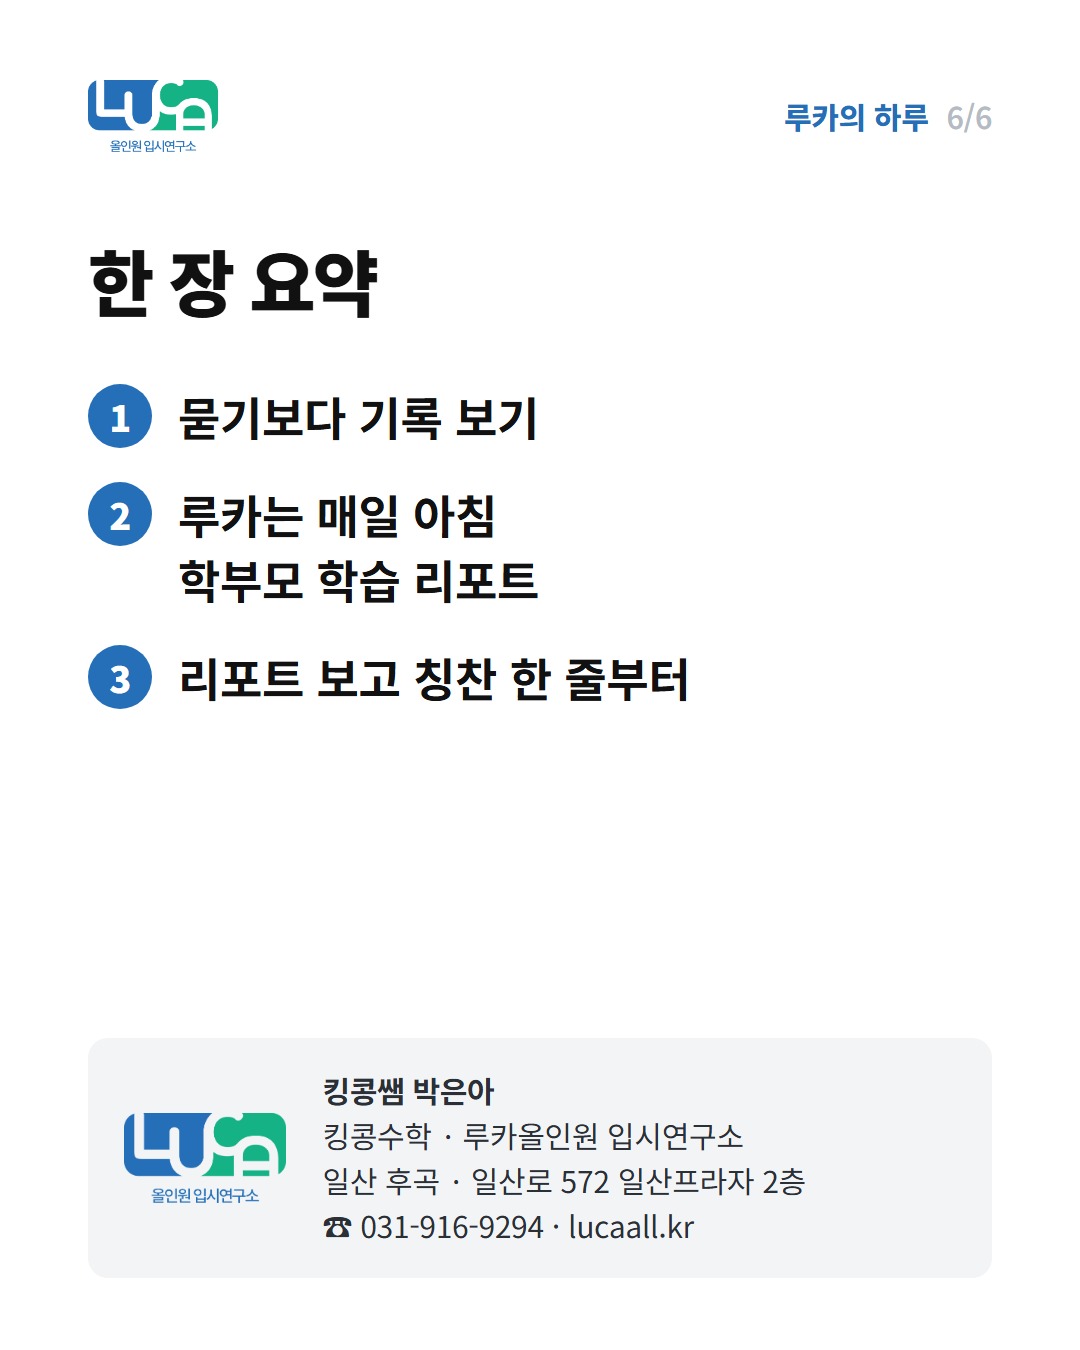 Luca
올인원 입시연구소
루카의 하루 6/6
한 장 요약
1 묻기보다 기록 보기
2 루카는 매일 아침
학부모 학습 리포트
3 리포트 보고 칭찬 한 줄부터
Luca
올인원 입시연구소
킹콩쌤 박은아
킹콩수학 · 루카올인원 입시연구소
일산 후곡 · 일산로 572 일산프라자 2층
☎ 031-916-9294 · lucaall.kr